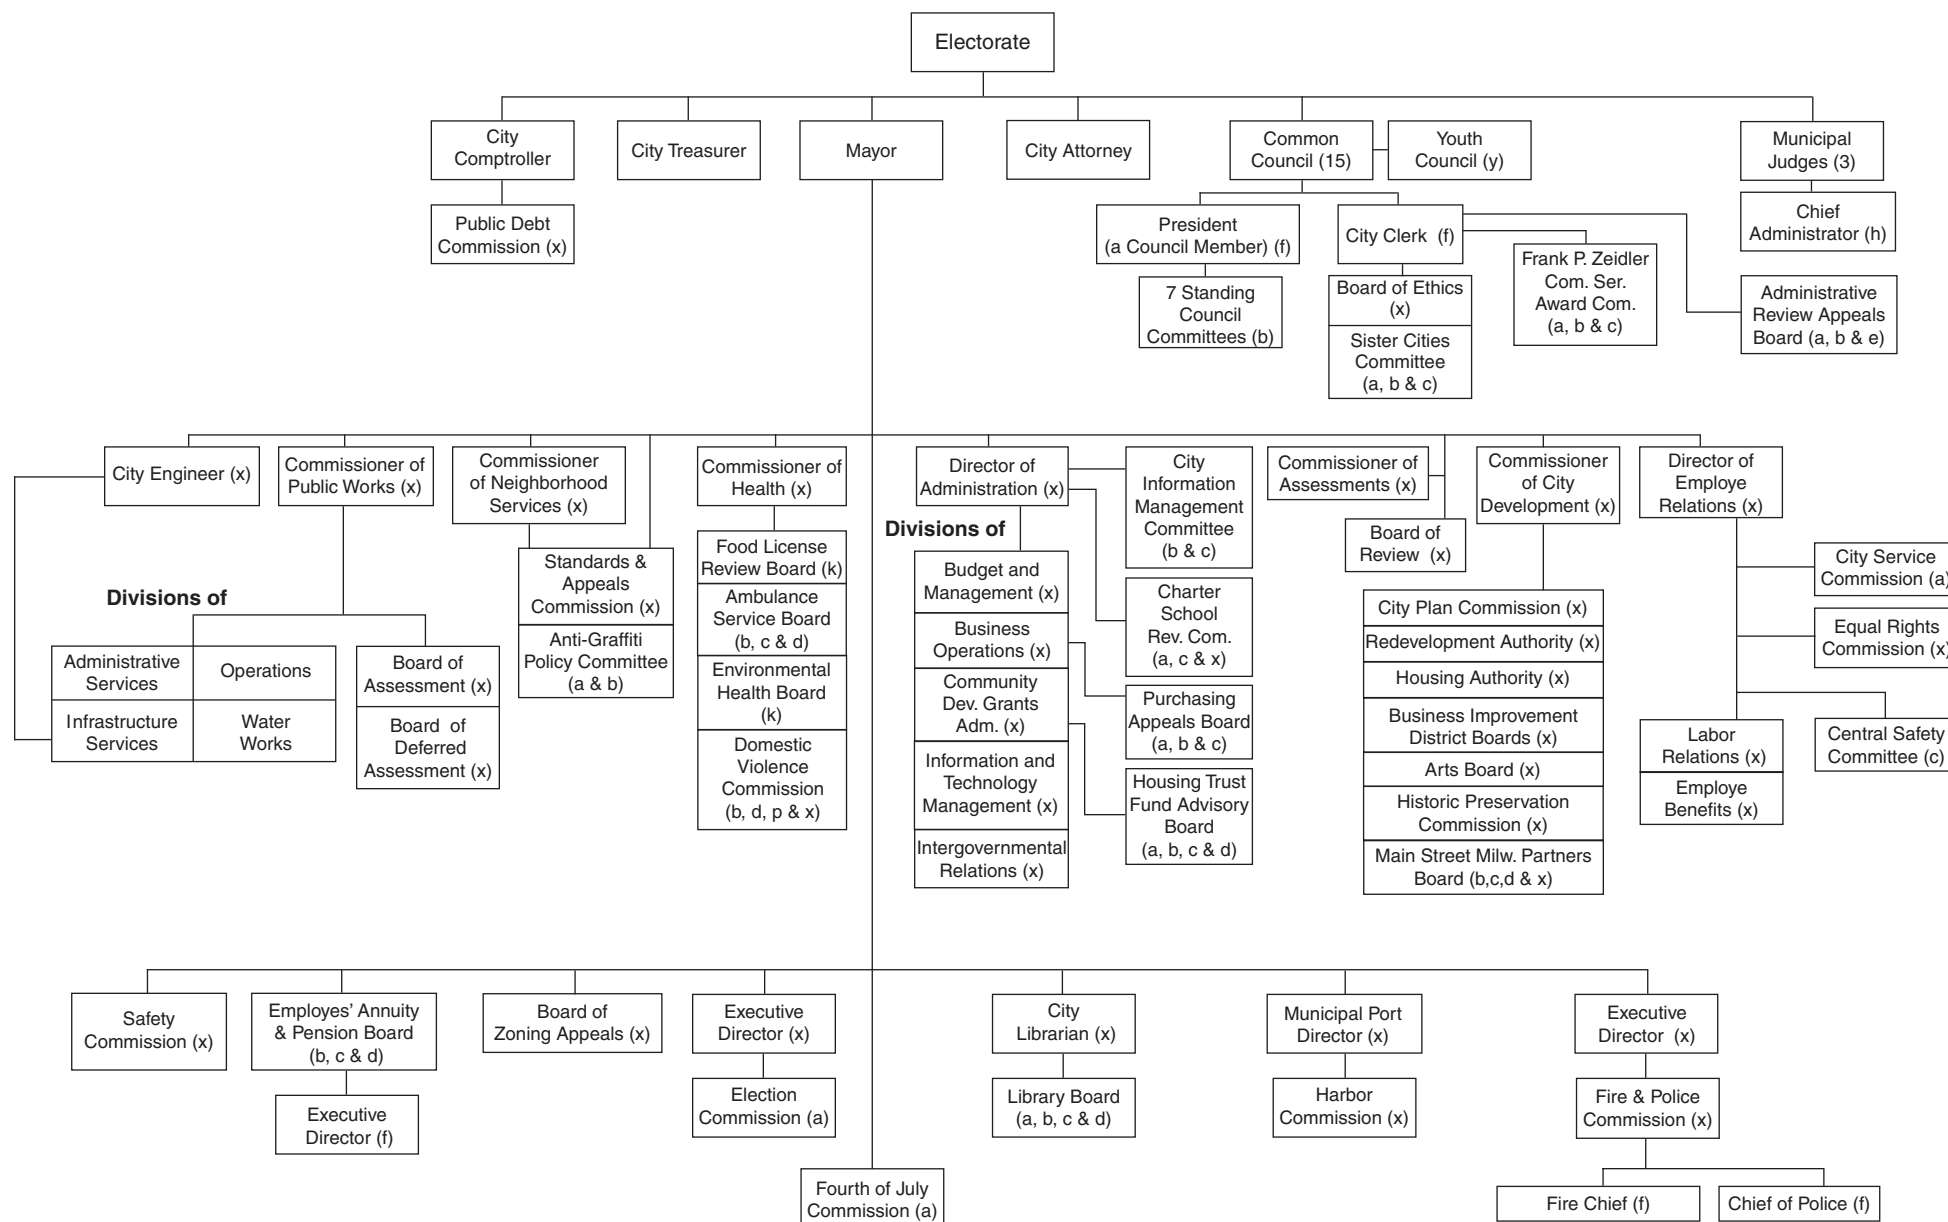 Electorate
City
Comptroller
City Treasurer
Mayor
City Attorney
Common
Council (15)
Youth
Council (y)
Municipal
Judges (3)
Public Debt
Commission (x)
President
(a Council Member) (f)
City Clerk (f)
Chief
Administrator (h)
7 Standing
Council
Committees (b)
Board of Ethics
(x)
Sister Cities
Committee
(a, b & c)
Frank P. Zeidler
Com. Ser.
Award Com.
(a, b & c)
Administrative
Review Appeals
Board (a, b & e)
City Engineer (x)
Commissioner of
Public Works (x)
Commissioner
of Neighborhood
Services (x)
Commissioner of
Health (x)
Director of
Administration (x)
City
Information
Management
Committee
(b & c)
Commissioner of
Assessments (x)
Commissioner
of City
Development (x)
Director of
Employe
Relations (x)
Board of
Review (x)
Divisions of
Administrative
Services
Operations
Infrastructure
Services
Water
Works
Board of
Assessment (x)
Board of
Deferred
Assessment (x)
Standards &
Appeals
Commission (x)
Anti-Graffiti
Policy Committee
(a & b)
Food License
Review Board (k)
Ambulance
Service Board
(b, c & d)
Environmental
Health Board
(k)
Domestic
Violence
Commission
(b, d, p & x)
Divisions of
Budget and
Management (x)
Business
Operations (x)
Community
Dev. Grants
Adm. (x)
Information and
Technology
Management (x)
Intergovernmental
Relations (x)
Charter
School
Rev. Com.
(a, c & x)
Purchasing
Appeals Board
(a, b & c)
Housing Trust
Fund Advisory
Board
(a, b, c & d)
City Plan Commission (x)
Redevelopment Authority (x)
Housing Authority (x)
Business Improvement
District Boards (x)
Arts Board (x)
Historic Preservation
Commission (x)
Main Street Milw. Partners
Board (b,c,d & x)
City Service
Commission (a)
Equal Rights
Commission (x)
Labor
Relations (x)
Employe
Benefits (x)
Central Safety
Committee (c)
Safety
Commission (x)
Employes’ Annuity
& Pension Board
(b, c & d)
Executive
Director (f)
Board of
Zoning Appeals (x)
Executive
Director (x)
Election
Commission (a)
City
Librarian (x)
Library Board
(a, b, c & d)
Municipal Port
Director (x)
Harbor
Commission (x)
Executive
Director (x)
Fire & Police
Commission (x)
Fourth of July
Commission (a)
Fire Chief (f)
Chief of Police (f)